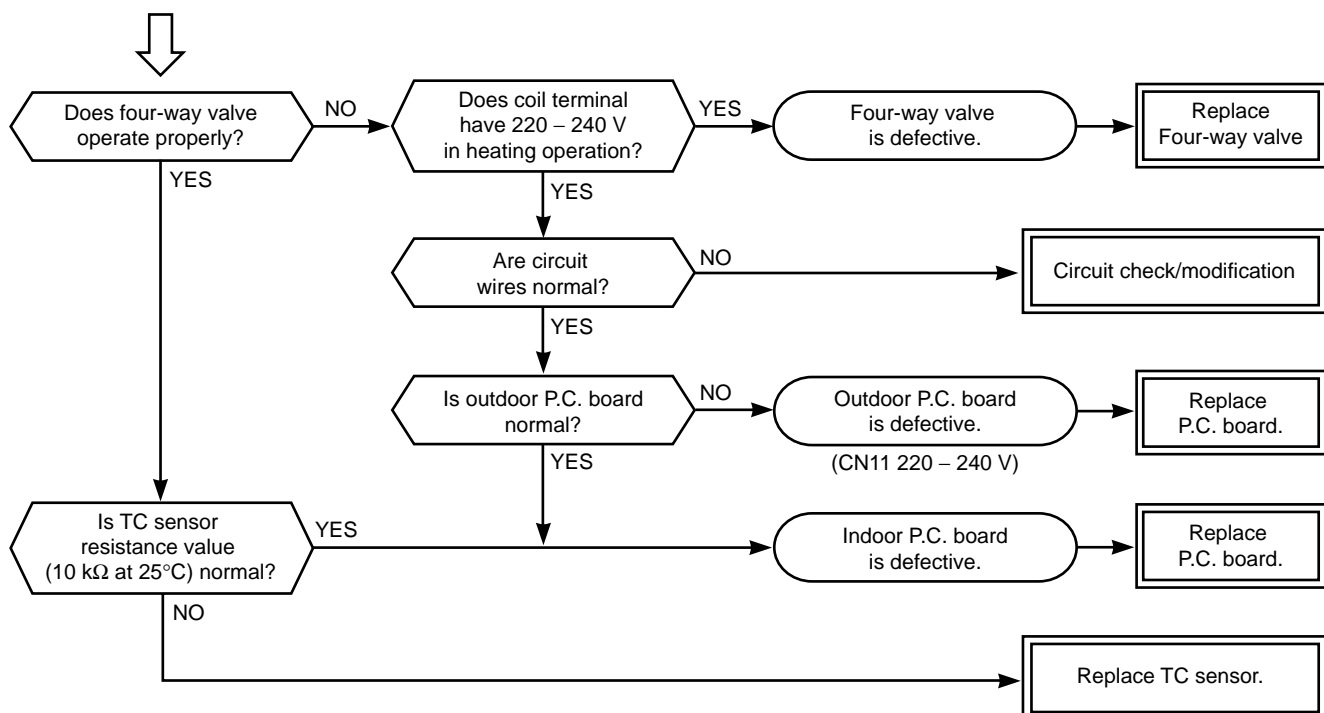 Does four-way valve
operate properly?
NO
Does coil terminal
have 220 – 240 V
in heating operation?
YES
Four-way valve
is defective.
Replace
Four-way valve
YES
YES
Are circuit
wires normal?
NO
Circuit check/modification
YES
Is outdoor P.C. board
normal?
NO
Outdoor P.C. board
is defective.
(CN11 220 – 240 V)
Replace
P.C. board.
YES
Is TC sensor
resistance value
(10 kΩ at 25°C) normal?
YES
Indoor P.C. board
is defective.
Replace
P.C. board.
NO
Replace TC sensor.